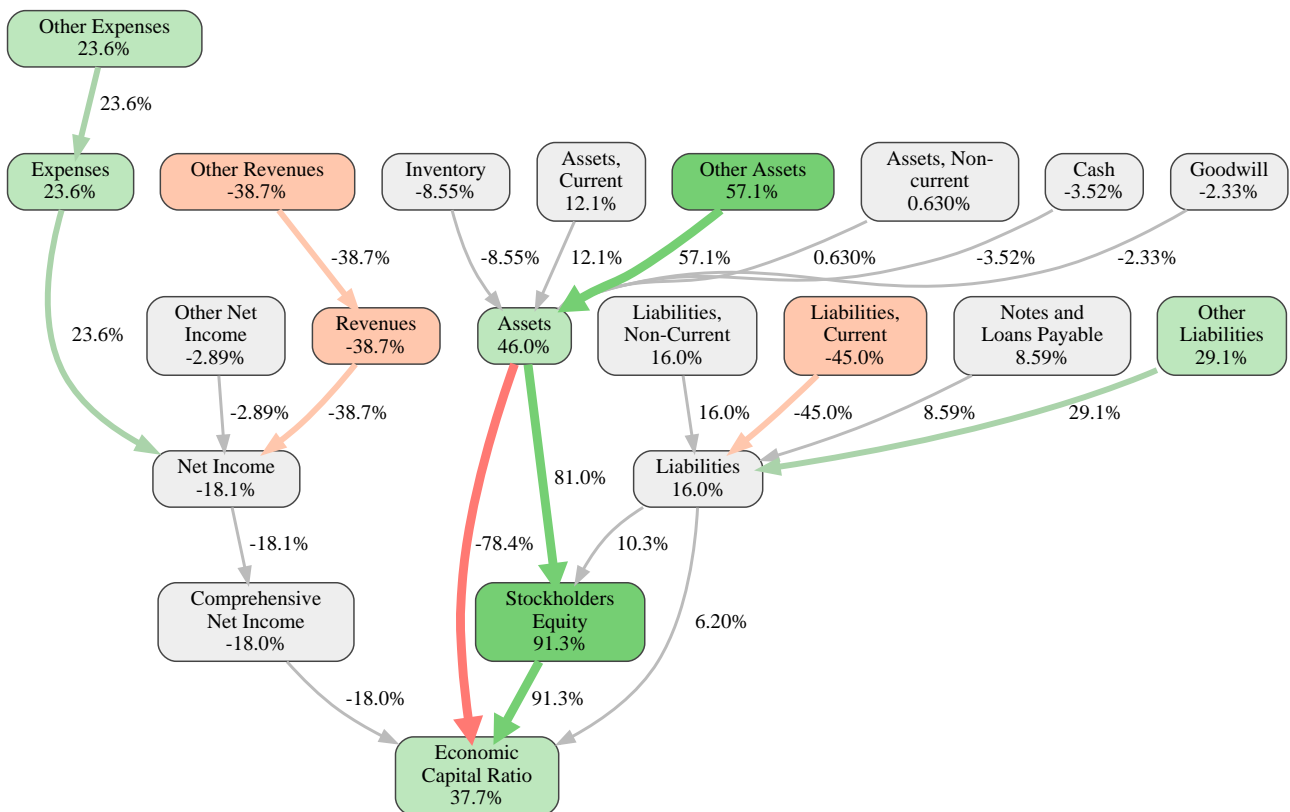 Other Expenses
23.6%
23.6%
Expenses
23.6%
Other Revenues
-38.7%
Inventory
-8.55%
Assets,
Current
12.1%
Other Assets
57.1%
Assets, Non-
current
0.630%
Cash
-3.52%
Goodwill
-2.33%
-38.7%
-8.55%
12.1%
57.1%
0.630%
-3.52%
-2.33%
23.6%
Other Net
Income
-2.89%
Revenues
-38.7%
Assets
46.0%
Liabilities,
Non-Current
16.0%
Liabilities,
Current
-45.0%
Notes and
Loans Payable
8.59%
Other
Liabilities
29.1%
-2.89%
-38.7%
16.0%
-45.0%
8.59%
29.1%
Net Income
-18.1%
81.0%
Liabilities
16.0%
-18.1%
-78.4%
10.3%
Comprehensive
Net Income
-18.0%
Stockholders
Equity
91.3%
6.20%
-18.0%
91.3%
Economic
Capital Ratio
37.7%